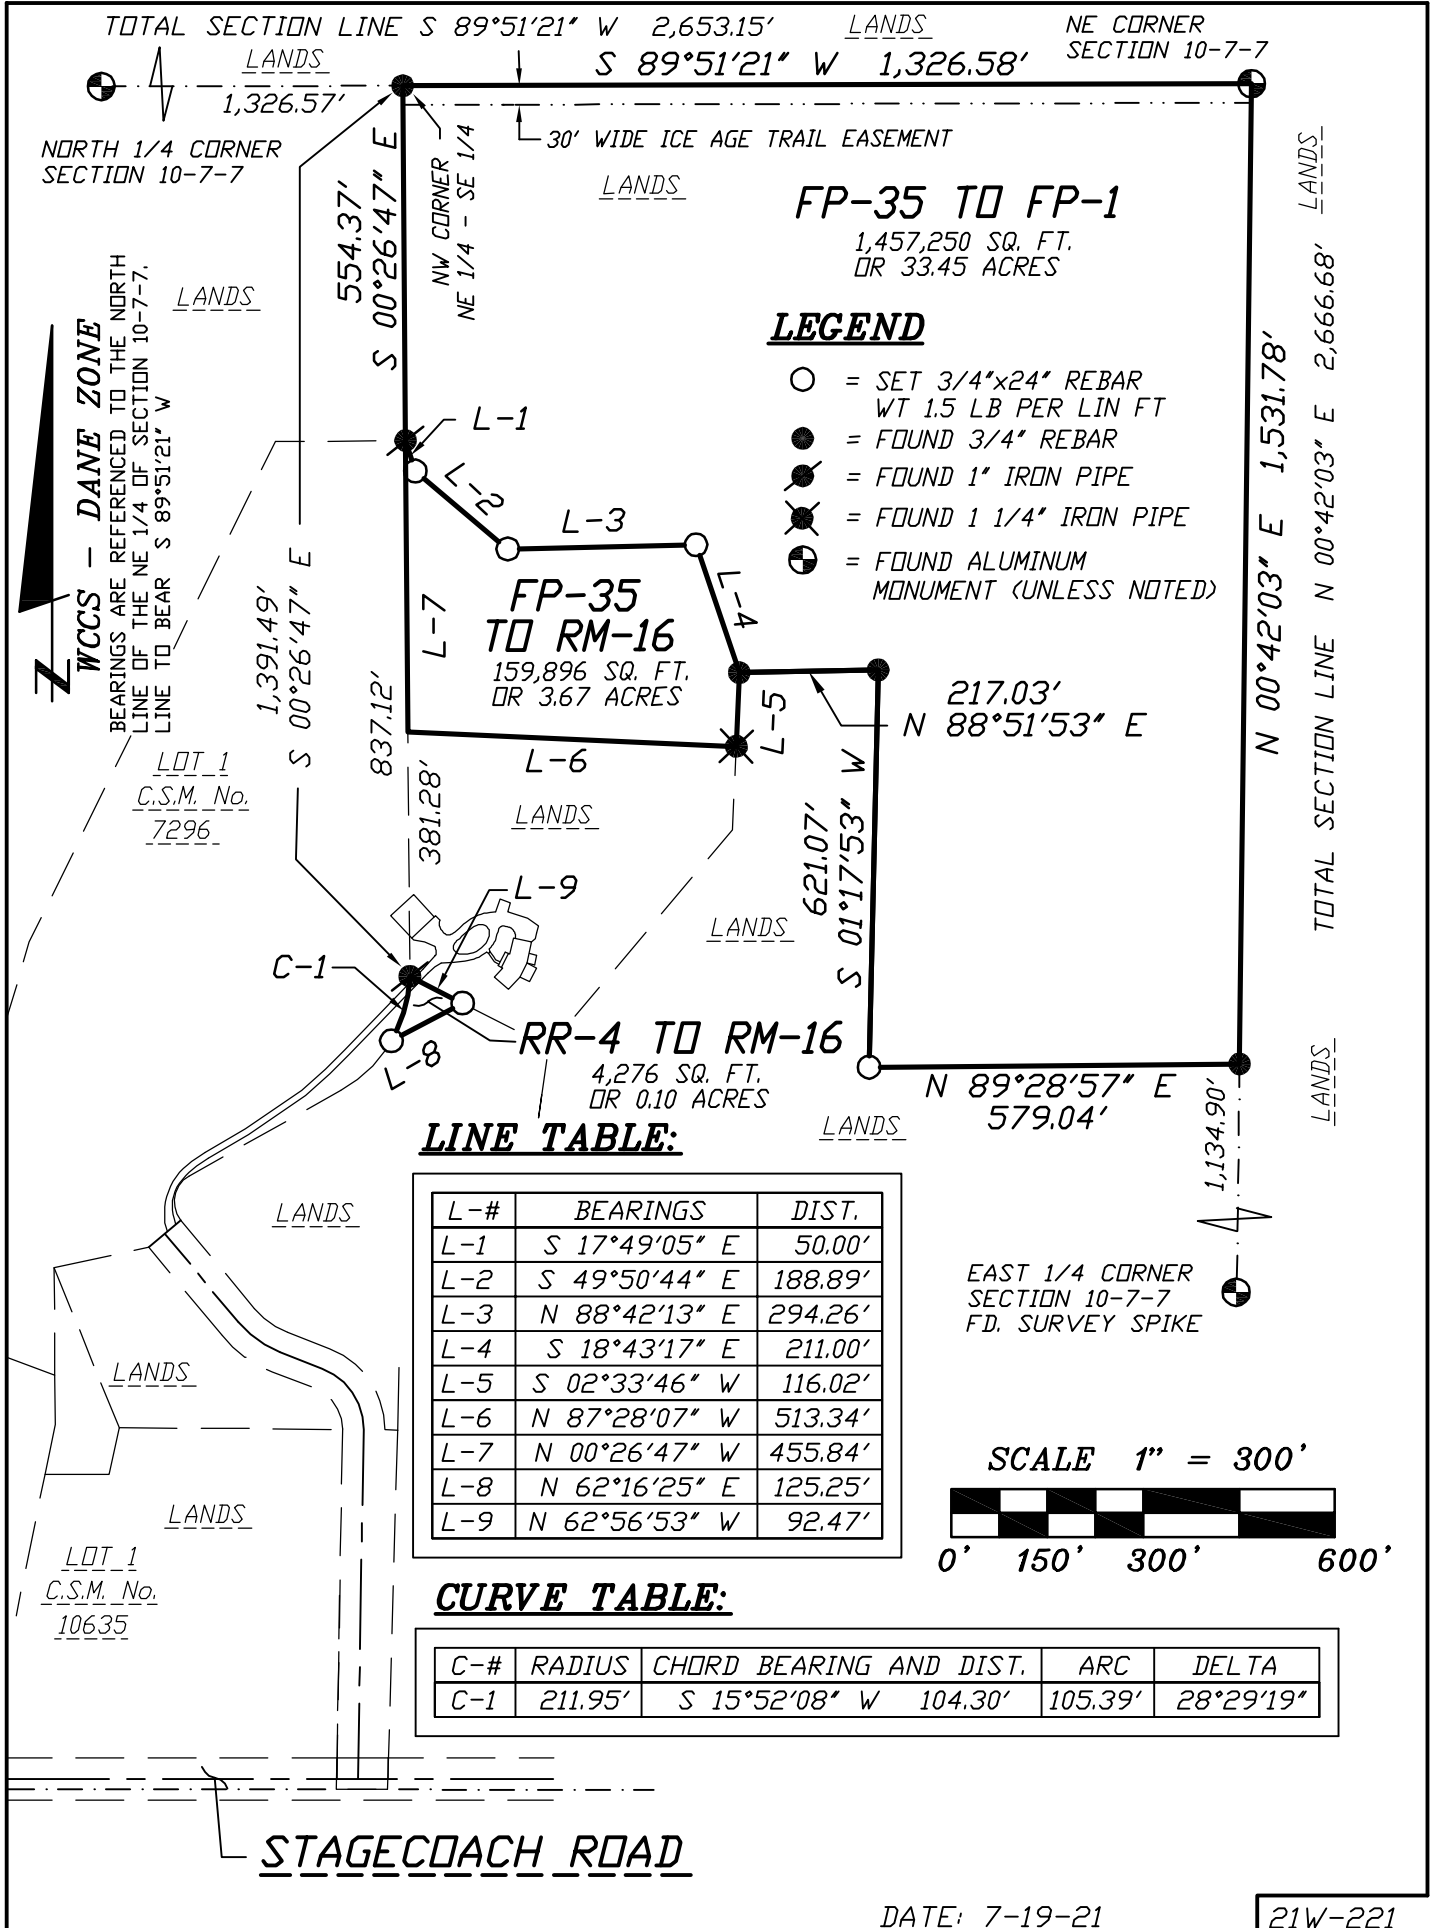 TOTAL SECTION LINE S 89°51'21" W 2,653.15'
LANDS
NE CORNER
SECTION 10-7-7
LANDS
S 89°51'21" W 1,326.58'
1,326.57'
NORTH 1/4 CORNER
SECTION 10-7-7
30' WIDE ICE AGE TRAIL EASEMENT
NW CORNER
NE 1/4 - SE 1/4
554.37'
S 00°26'47" E
LANDS
LANDS
FP-35 TO FP-1
1,457,250 SQ. FT.
OR 33.45 ACRES
LANDS
WCCS - DANE ZONE
BEARINGS ARE REFERENCED TO THE NORTH
LINE OF THE NE 1/4 OF SECTION 10-7-7.
LINE TO BEAR S 89°51'21" W
LEGEND
= SET 3/4"x24" REBAR
WT 1.5 LB PER LIN FT
= FOUND 3/4" REBAR
= FOUND 1" IRON PIPE
= FOUND 1 1/4" IRON PIPE
= FOUND ALUMINUM
MONUMENT (UNLESS NOTED)
N 00°42'03" E 1,531.78'
TOTAL SECTION LINE N 00°42'03" E 2,666.68'
L-1
L-2
L-3
L-4
L-5
L-6
L-7
FP-35
TO RM-16
159,896 SQ. FT.
OR 3.67 ACRES
217.03'
N 88°51'53" E
1,391.49'
S 00°26'47" E
837.12'
381.28'
LOT 1
C.S.M. No.
7296
LANDS
621.07'
S 01°17'53" W
L-9
LANDS
C-1
L-8
RR-4 TO RM-16
4,276 SQ. FT.
OR 0.10 ACRES
N 89°28'57" E
579.04'
LANDS
LANDS
1,134.90'
EAST 1/4 CORNER
SECTION 10-7-7
FD. SURVEY SPIKE
LINE TABLE:
L-# BEARINGS DIST.
L-1 S 17°49'05" E 50.00'
L-2 S 49°50'44" E 188.89'
L-3 N 88°42'13" E 294.26'
L-4 S 18°43'17" E 211.00'
L-5 S 02°33'46" W 116.02'
L-6 N 87°28'07" W 513.34'
L-7 N 00°26'47" W 455.84'
L-8 N 62°16'25" E 125.25'
L-9 N 62°56'53" W 92.47'
LANDS
LANDS
LANDS
LOT 1
C.S.M. No.
10635
SCALE 1" = 300'
0' 150' 300' 600'
CURVE TABLE:
C-# RADIUS CHORD BEARING AND DIST. ARC DELTA
C-1 211.95' S 15°52'08" W 104.30' 105.39' 28°29'19"
STAGECOACH ROAD
DATE: 7-19-21
21W-221